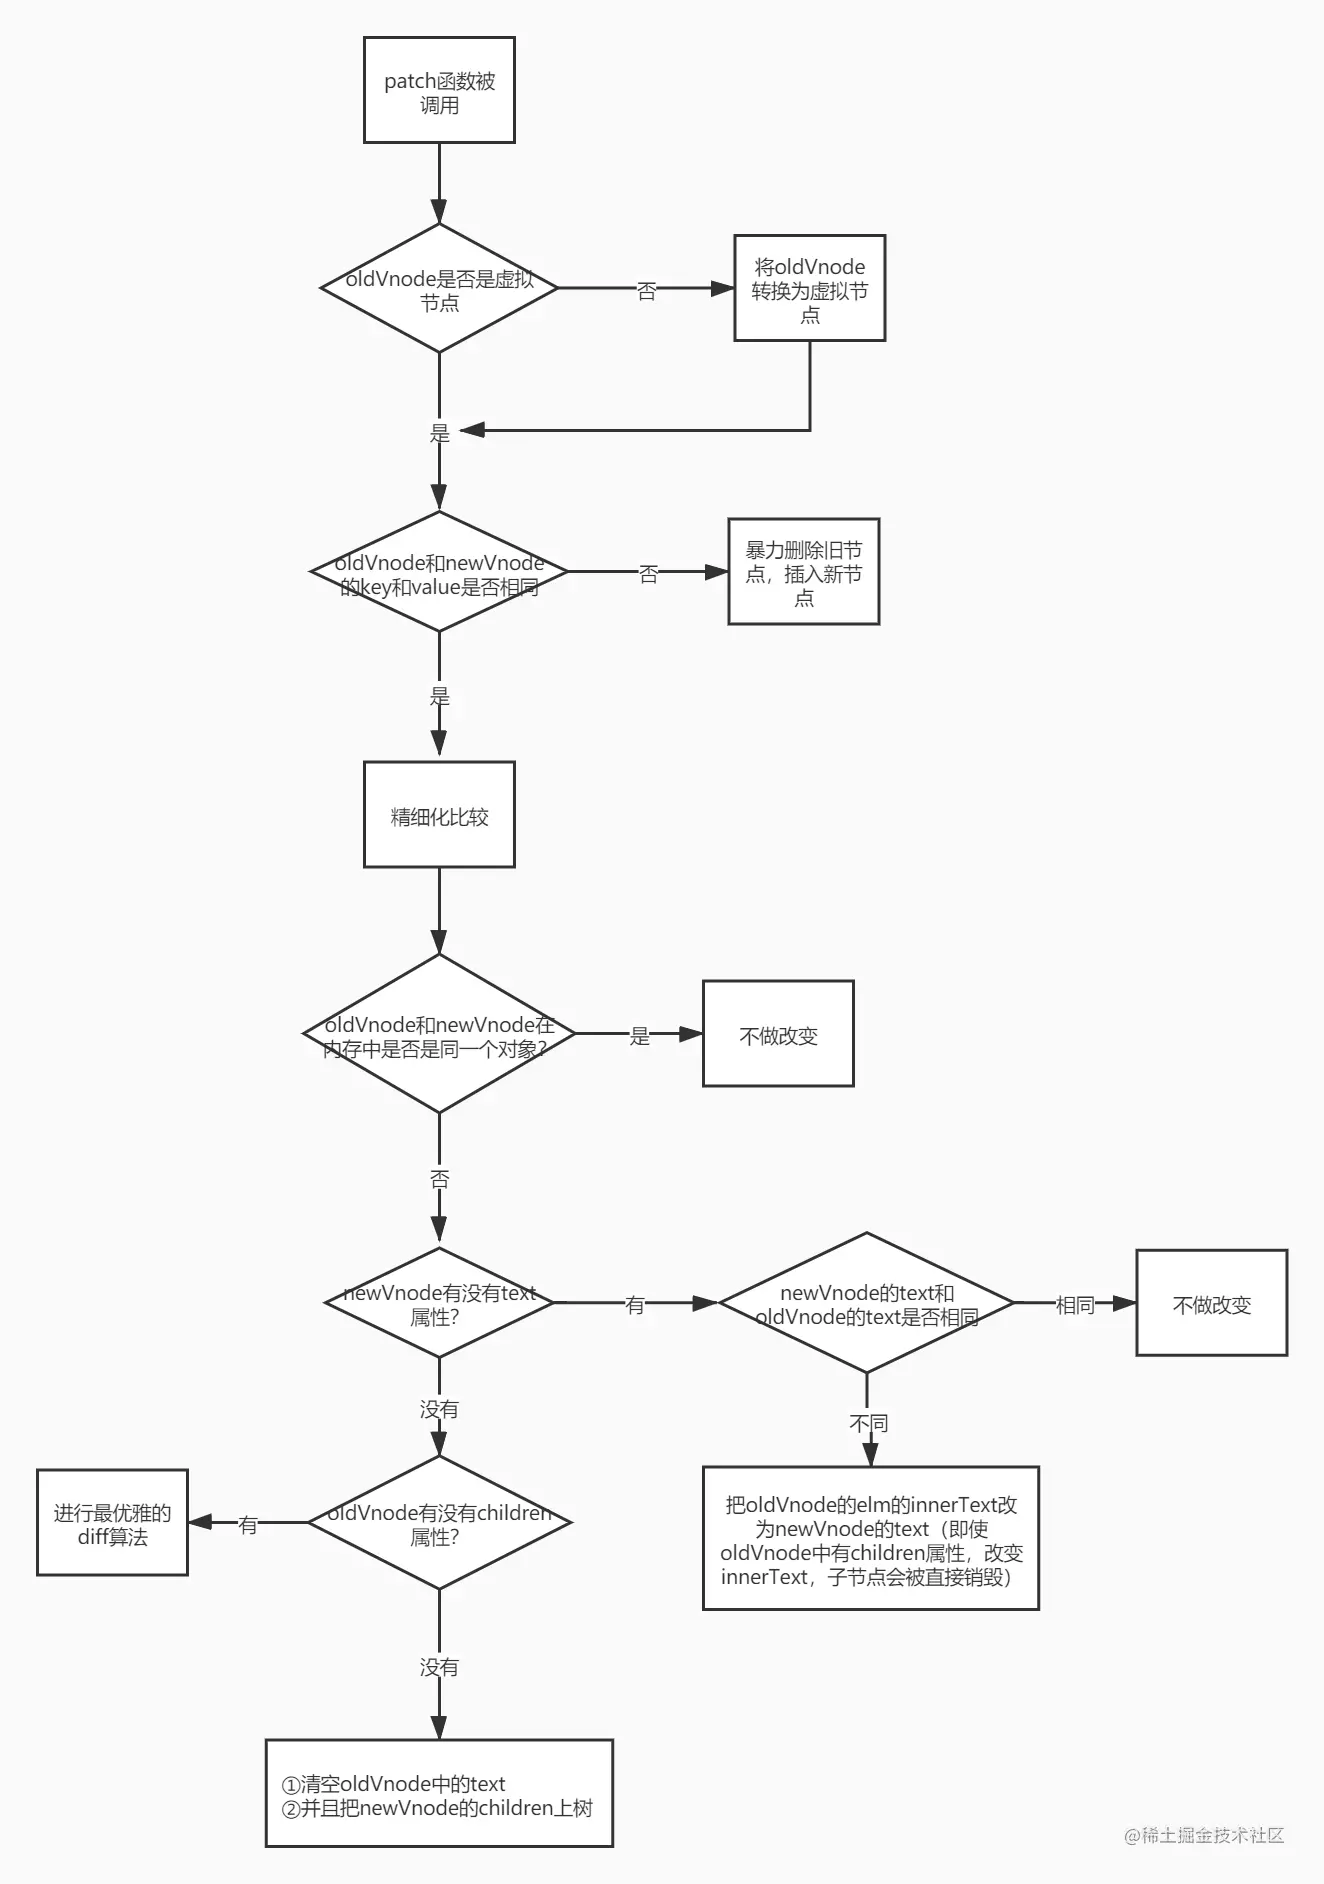 patch函数被
调用
oldVnode是否是虚拟
节点
否
将oldVnode
转换为虚拟节
点
是
oldVnode和newVnode
的key和value是否相同
否
暴力删除旧节
点，插入新节
点
是
精细化比较
oldVnode和newVnode在
内存中是否是同一个对象？
是
不做改变
否
newVnode有没有text
属性？
有
newVnode的text和
oldVnode的text是否相同
相同
不做改变
没有
不同
进行最优雅的
diff算法
有
oldVnode有没有children
属性？
把oldVnode的elm的innerText改
为newVnode的text（即使
oldVnode中有children属性，改变
innerText，子节点会被直接销毁）
没有
①清空oldVnode中的text
②并且把newVnode的children上树
@稀土掘金技术社区